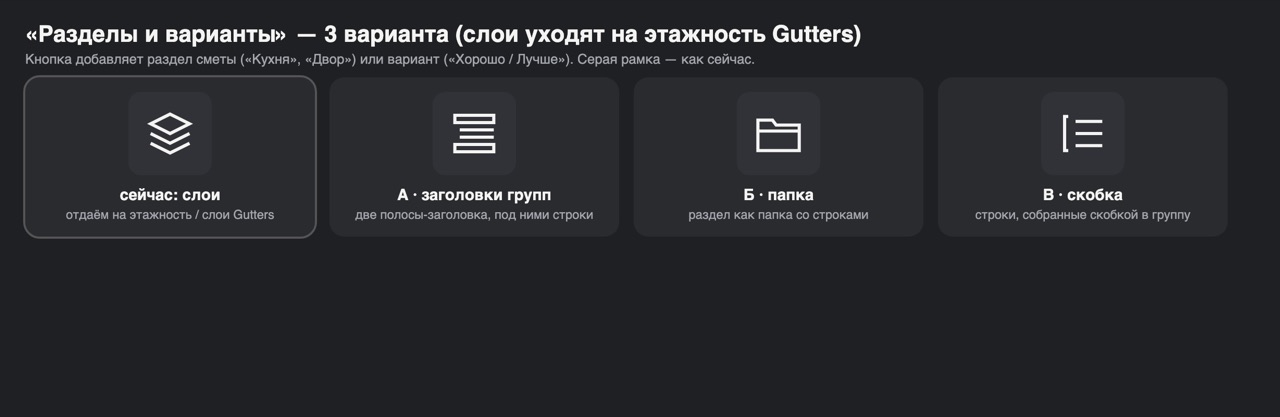 «Разделы и варианты» — 3 варианта (слои уходят на этажность Gutters)
Кнопка добавляет раздел сметы («Кухня», «Двор») или вариант («Хорошо / Лучше»). Серая рамка — как сейчас.
сейчас: слои
отдаём на этажность / слои Gutters
А · заголовки групп
две полосы-заголовка, под ними строки
Б · папка
раздел как папка со строками
В · скобка
строки, собранные скобкой в группу